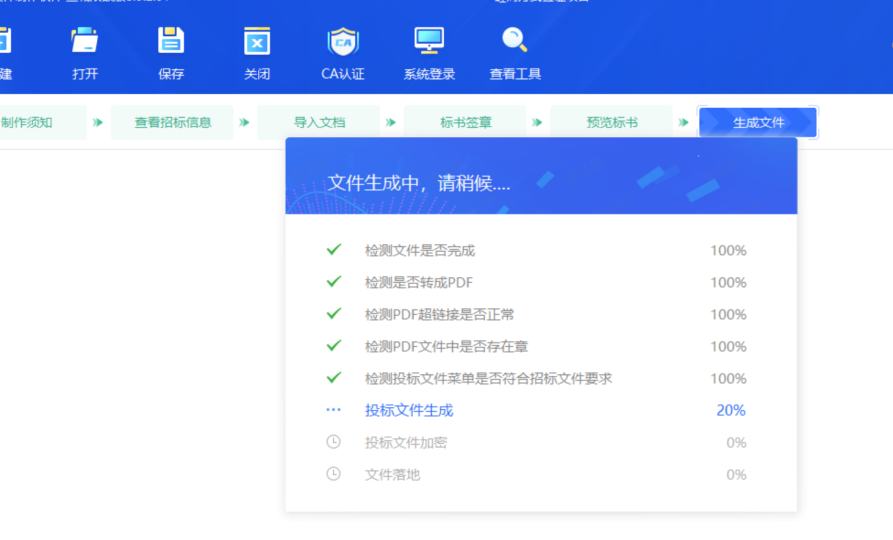 建
打开
保存
关闭
CA认证
系统登录
查看工具
制作须知
查看招标信息
导入文档
标书签章
预览标书
生成文件
文件生成中，请稍候....
检测文件是否完成 100%
检测是否转成PDF 100%
检测PDF超链接是否正常 100%
检测PDF文件中是否存在章 100%
检测投标文件菜单是否符合招标文件要求 100%
投标文件生成 20%
投标文件加密 0%
文件落地 0%